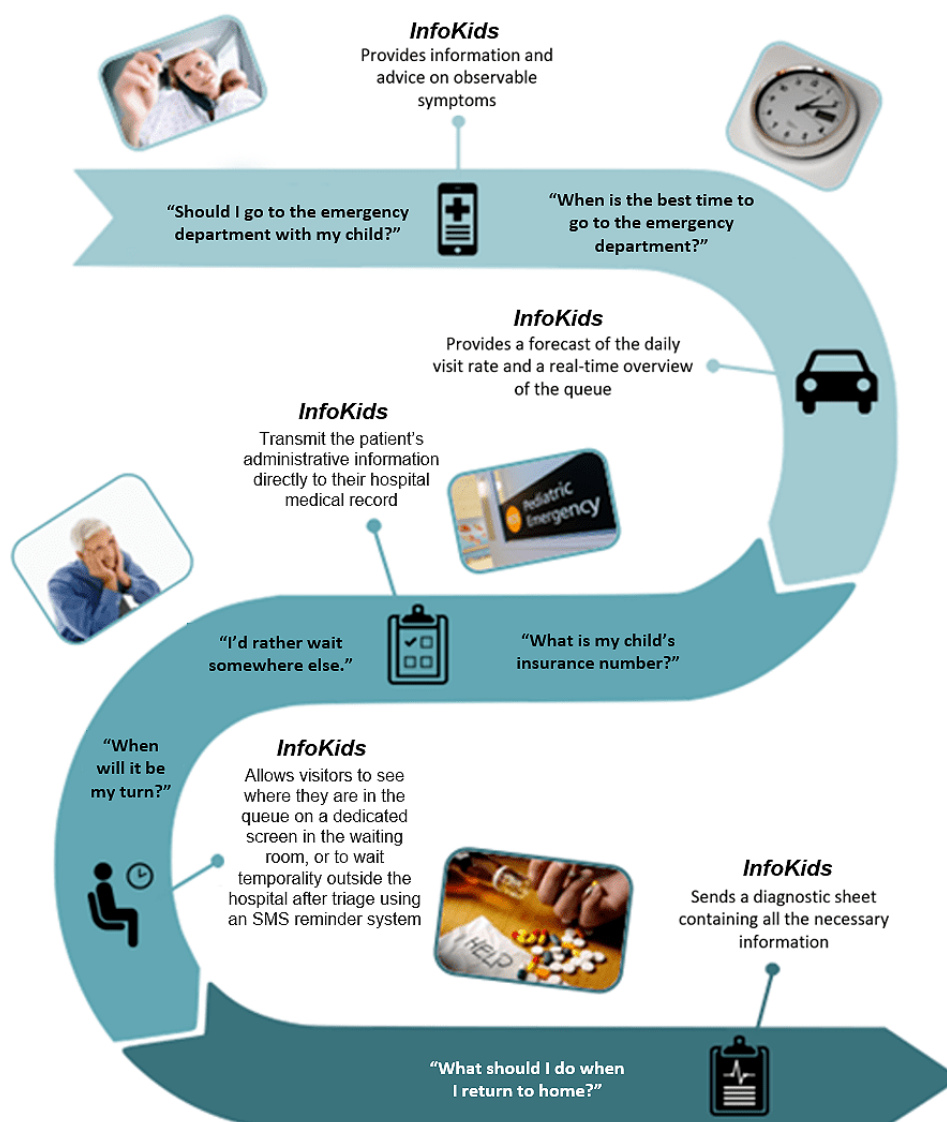 InfoKids
Provides information and
advice on observable
symptoms
“Should I go to the emergency
department with my child?”
“When is the best time to
go to the emergency
department?”
InfoKids
Provides a forecast of the daily
visit rate and a real-time overview
of the queue
InfoKids
Transmit the patient’s
administrative information
directly to their hospital
medical record
Pediatric
Emergency
“I’d rather wait
somewhere else.”
“What is my child’s
insurance number?”
“When
will it be
my turn?”
InfoKids
Allows visitors to see
where they are in the
queue on a dedicated
screen in the waiting
room, or to wait
temporality outside the
hospital after triage using
an SMS reminder system
HELP
InfoKids
Sends a diagnostic sheet
containing all the necessary
information
“What should I do when
I return to home?”